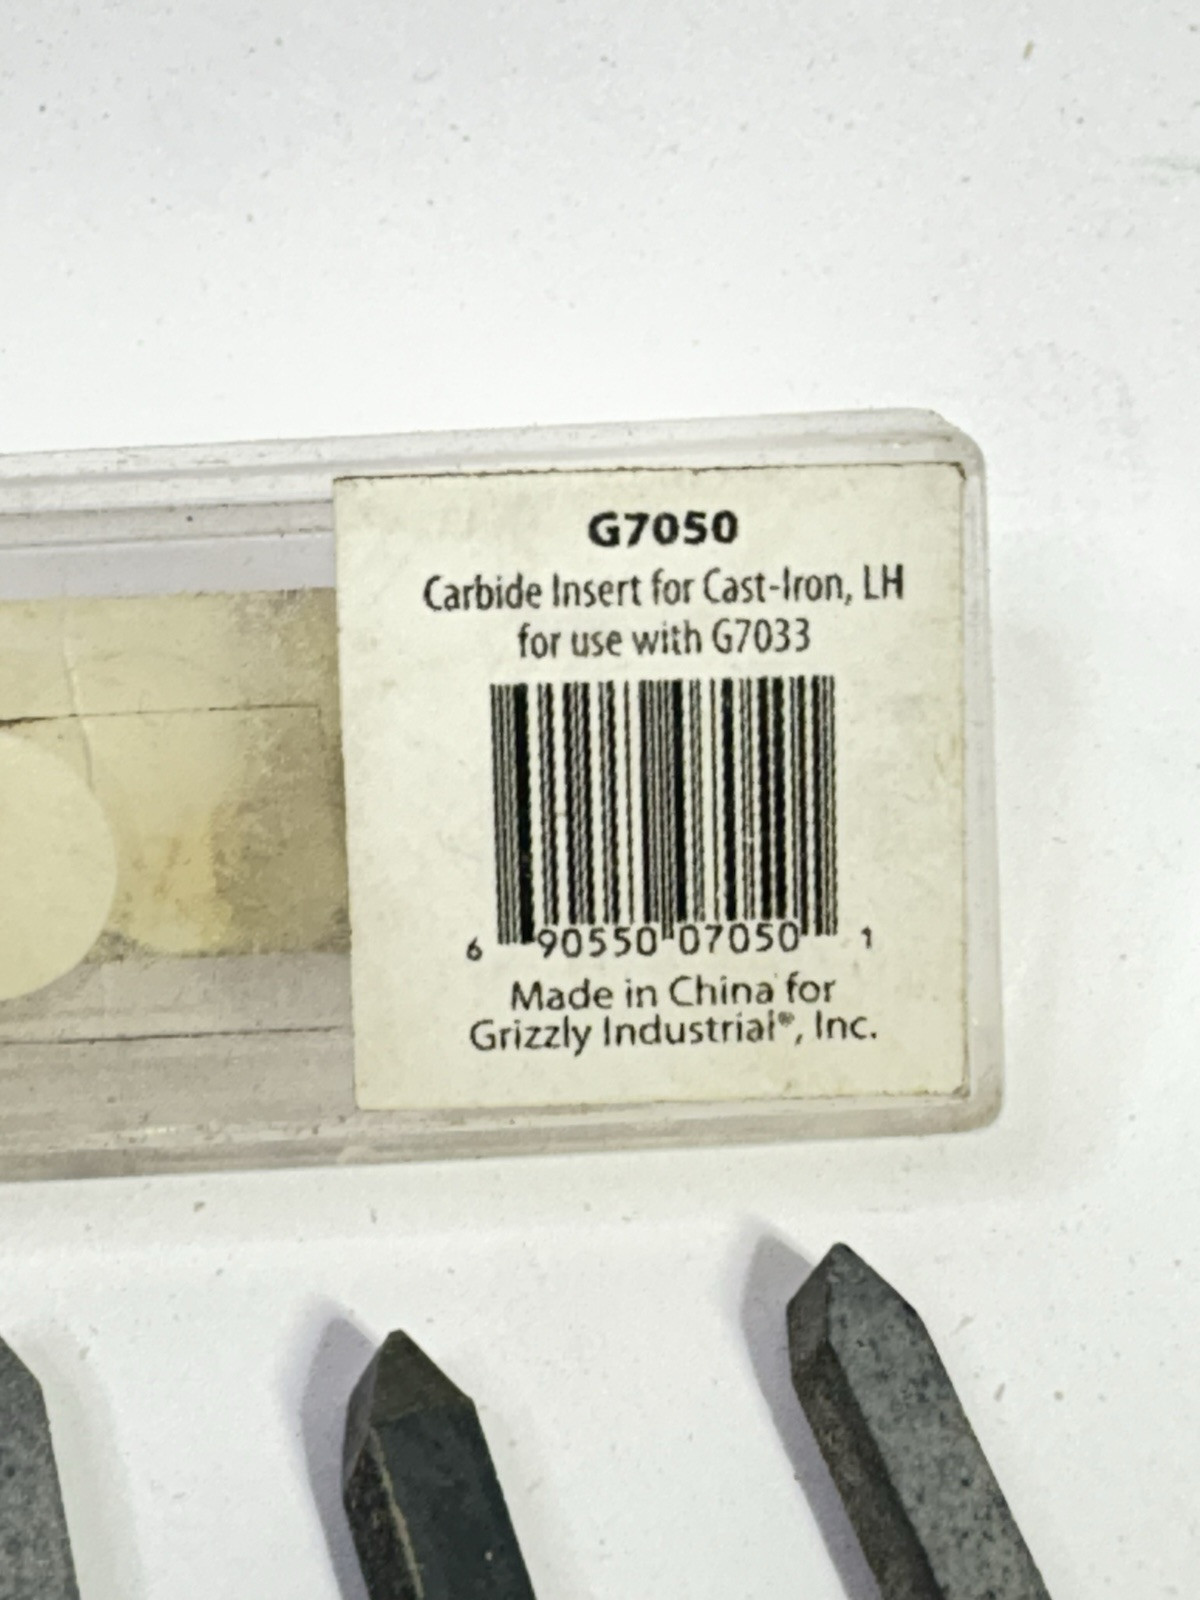 G7050
Carbide Insert for Cast-Iron, LH
for use with G7033
6 90550 07050 1
Made in China for
Grizzly Industrial®, Inc.